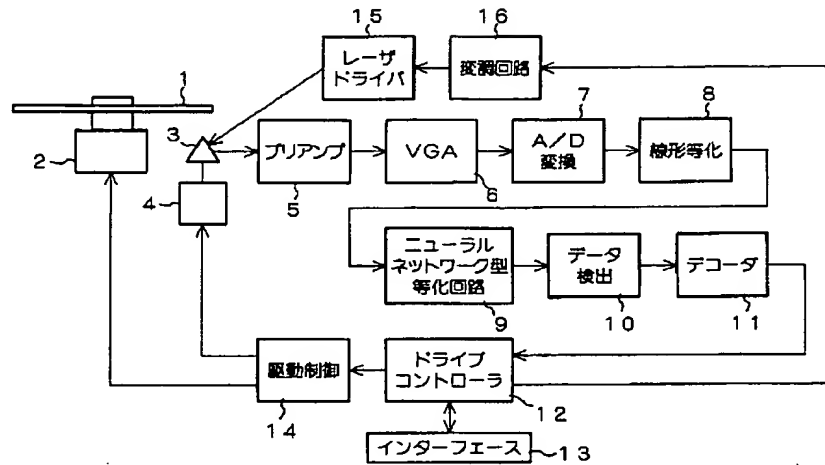 15
16
レーザ
ドライバ
変調回路
1
2
3
4
プリアンプ
5
VGA
6
7
A/D
変換
8
線形等化
ニューラル
ネットワーク型
等化回路
9
データ
検出
10
デコーダ
11
駆動制御
14
ドライブ
コントローラ
12
インターフェース
13